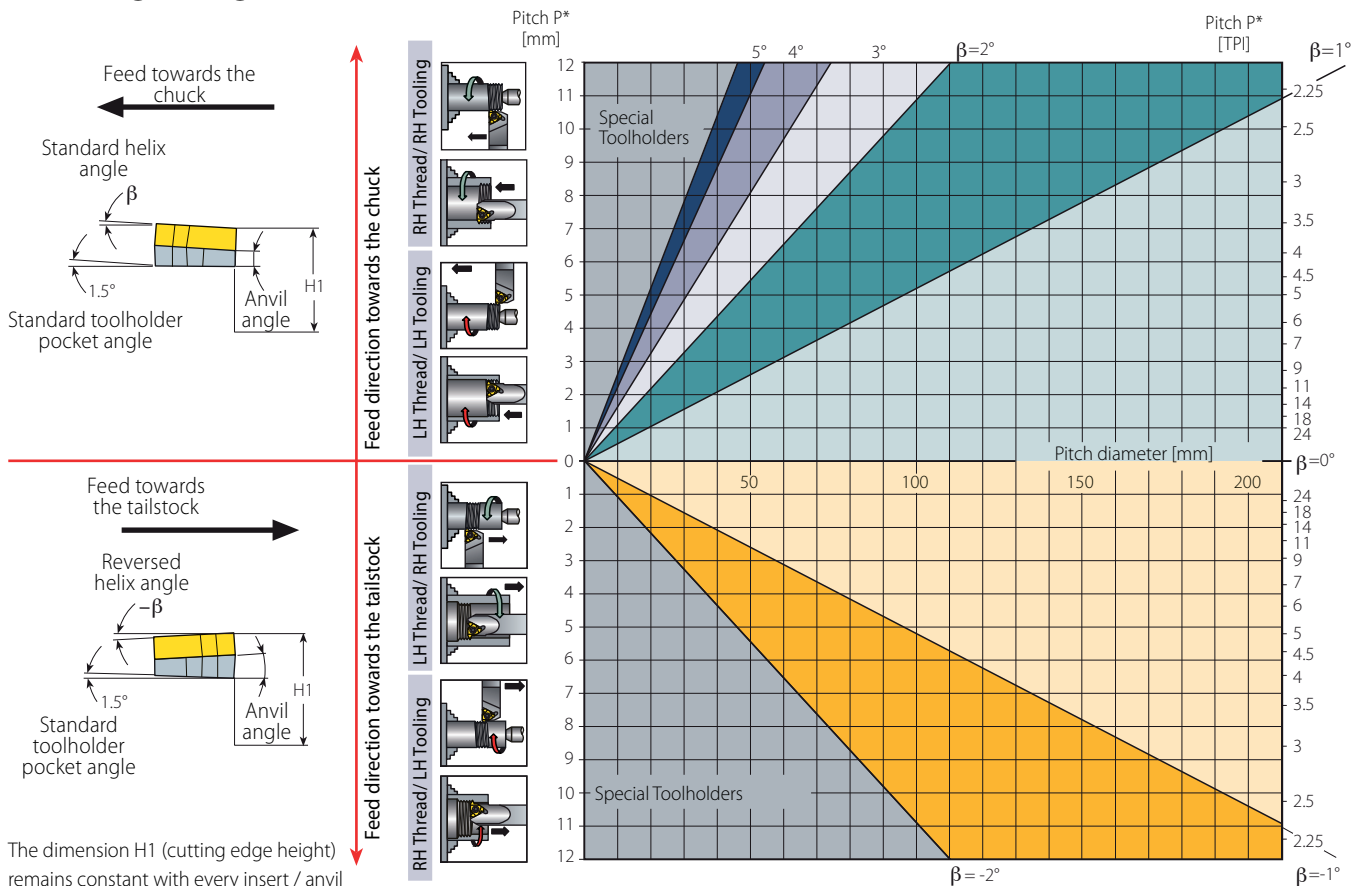 Feed towards the
chuck
Standard helix
angle
β
1.5°
Anvil
angle
H1
Standard toolholder
pocket angle
Feed towards
the tailstock
Reversed
helix angle
-β
1.5°
H1
Anvil
angle
Standard
toolholder
pocket angle
The dimension H1 (cutting edge height)
remains constant with every insert / anvil
Feed direction towards the chuck
Feed direction towards the tailstock
RH Thread/ RH Tooling
LH Thread/ LH Tooling
LH Thread/ RH Tooling
RH Thread/ LH Tooling
Pitch P*
[mm]
Pitch P*
[TPI]
5°
4°
3°
β=2°
β=1°
12
11
10
9
8
7
6
5
4
3
2
1
0
1
2
3
4
5
6
7
8
9
10
11
12
Special
Toolholders
Pitch diameter [mm]
50
100
150
200
Special Toolholders
2.25
2.5
3
3.5
4
4.5
5
6
7
9
11
14
18
24
β=0°
24
18
14
11
9
7
6
5
4.5
4
3.5
3
2.5
2.25
β = -2°
β=-1°